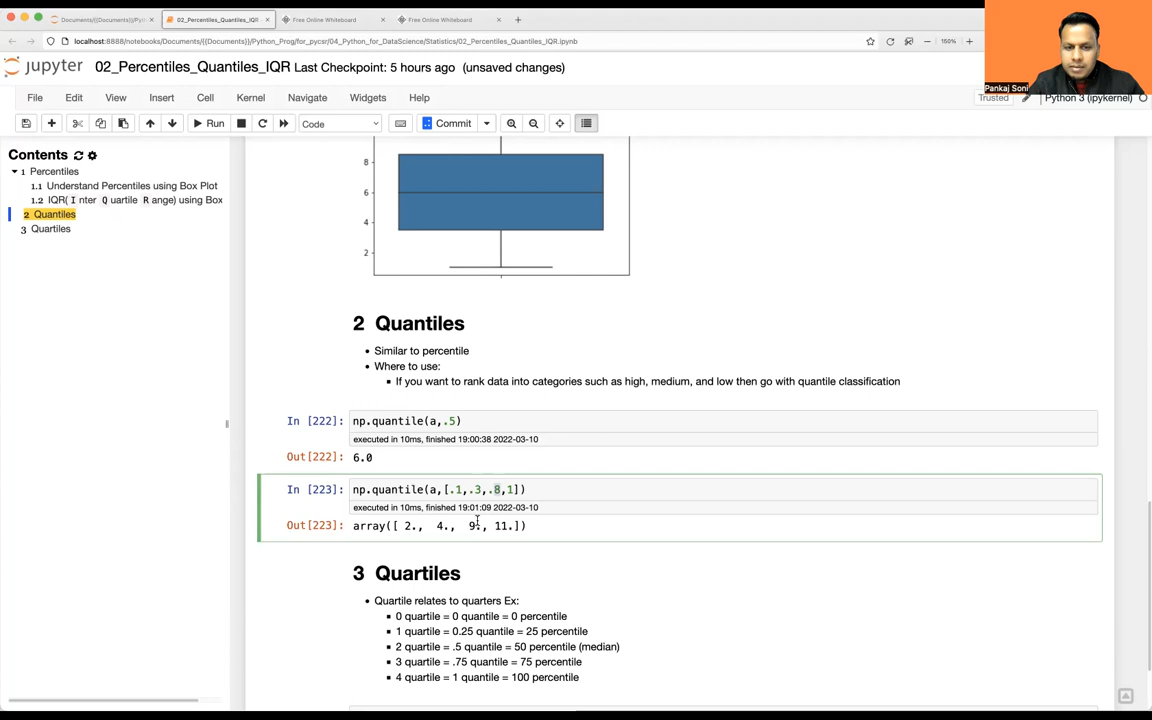 Documents/{{Documents}}/Pyth
02_Percentiles_Quantiles_IQR
Free Online Whiteboard
Free Online Whiteboard
localhost:8888/notebooks/Documents/{{Documents}}/Python_Prog/for_pycsr/04_Python_for_DataScience/Statistics/02_Percentiles_Quantiles_IQR.ipynb
150%
Pankaj Soni
jupyter 02_Percentiles_Quantiles_IQR Last Checkpoint: 5 hours ago (unsaved changes)
File Edit View Insert Cell Kernel Navigate Widgets Help
Trusted Python 3 (ipykernel)
Run Code Commit
Contents
1 Percentiles
1.1 Understand Percentiles using Box Plot
1.2 IQR( I nter Q uartile R ange) using Box
2 Quantiles
3 Quartiles
8
6
4
2
2 Quantiles
Similar to percentile
Where to use:
If you want to rank data into categories such as high, medium, and low then go with quantile classification
In [222]: np.quantile(a,.5)
executed in 10ms, finished 19:00:38 2022-03-10
Out[222]: 6.0
In [223]: np.quantile(a,[.1,.3,.8,1])
executed in 10ms, finished 19:01:09 2022-03-10
Out[223]: array([ 2., 4., 9., 11.])
3 Quartiles
Quartile relates to quarters Ex:
0 quartile = 0 quantile = 0 percentile
1 quartile = 0.25 quantile = 25 percentile
2 quartile = .5 quantile = 50 percentile (median)
3 quartile = .75 quantile = 75 percentile
4 quartile = 1 quantile = 100 percentile